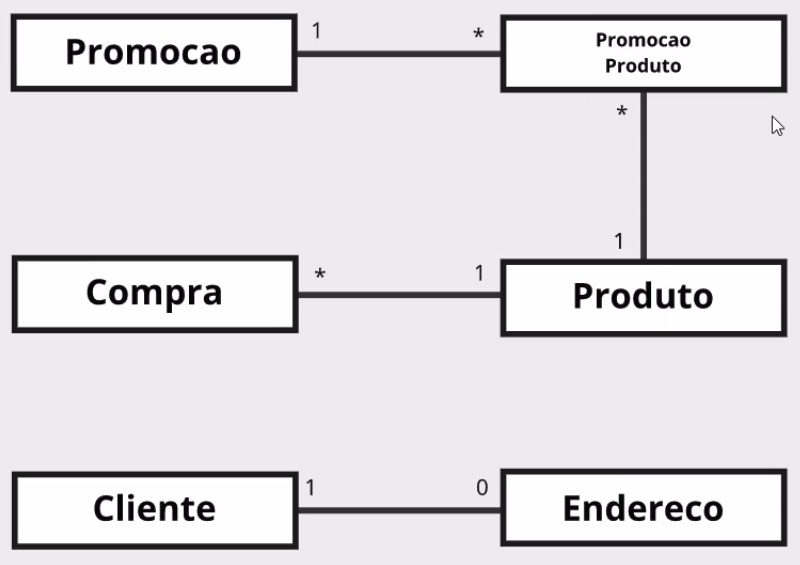 Promocao
1
*
Promocao
Produto
*
1
Compra
*
1
Produto
Cliente
1
0
Endereco